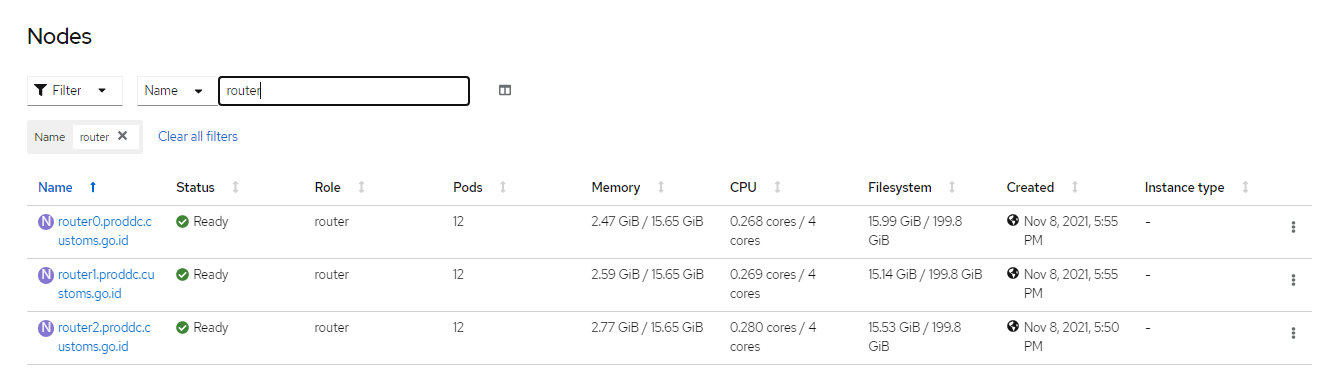 Nodes
Filter Name router
Name router Clear all filters
Name Status Role Pods Memory CPU Filesystem Created Instance type
N router0.proddc.c Ready router 12 2.47 GiB / 15.65 GiB 0.268 cores / 4 15.99 GiB / 199.8 Nov 8, 2021, 5:55 -
ustoms.go.id cores GiB PM
N router1.proddc.cu Ready router 12 2.59 GiB / 15.65 GiB 0.269 cores / 4 15.14 GiB / 199.8 GiB Nov 8, 2021, 5:55 -
stoms.go.id cores PM
N router2.proddc.c Ready router 12 2.77 GiB / 15.65 GiB 0.280 cores / 4 15.53 GiB / 199.8 Nov 8, 2021, 5:50 -
ustoms.go.id cores GiB PM